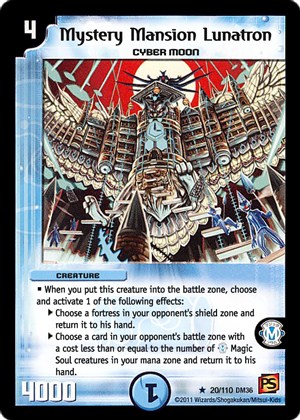 4
Mystery Mansion Lunatron
CYBER MOON
CREATURE
■ When you put this creature into the battle zone, choose
and activate 1 of the following effects:
▶ Choose a fortress in your opponent's shield zone and
return it to his hand.
▶ Choose a card in your opponent's battle zone with
a cost less than or equal to the number of Magic
Soul creatures in your mana zone and return it to his
hand.
4000
1
PS
★ 20/110 DM36
©2011 Wizards/Shogakukan/Mitsui-Kids